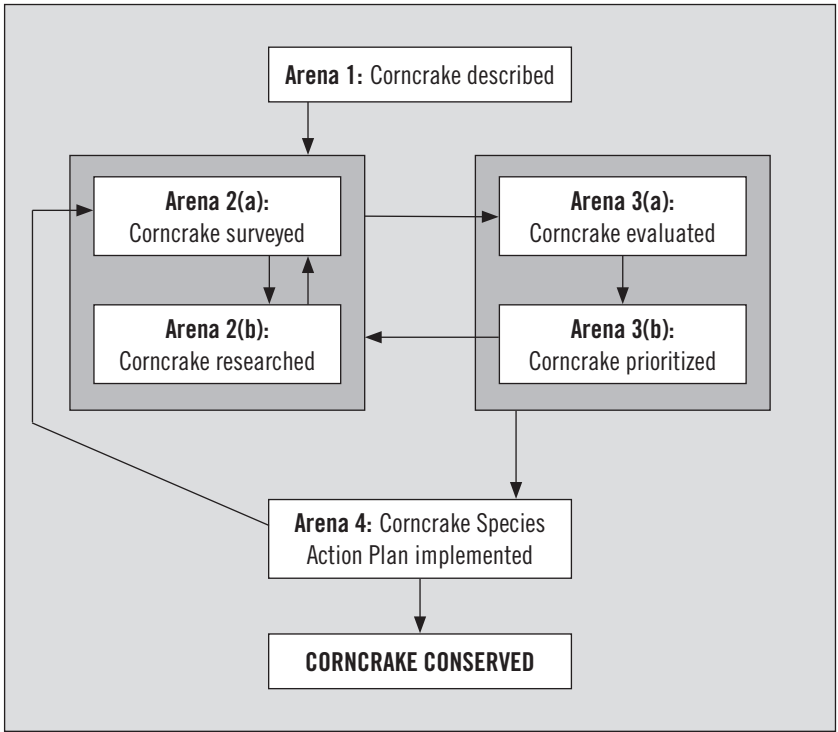 Arena 1: Corncrake described
Arena 2(a):
Corncrake surveyed
Arena 3(a):
Corncrake evaluated
Arena 2(b):
Corncrake researched
Arena 3(b):
Corncrake prioritized
Arena 4: Corncrake Species
Action Plan implemented
CORNCRAKE CONSERVED